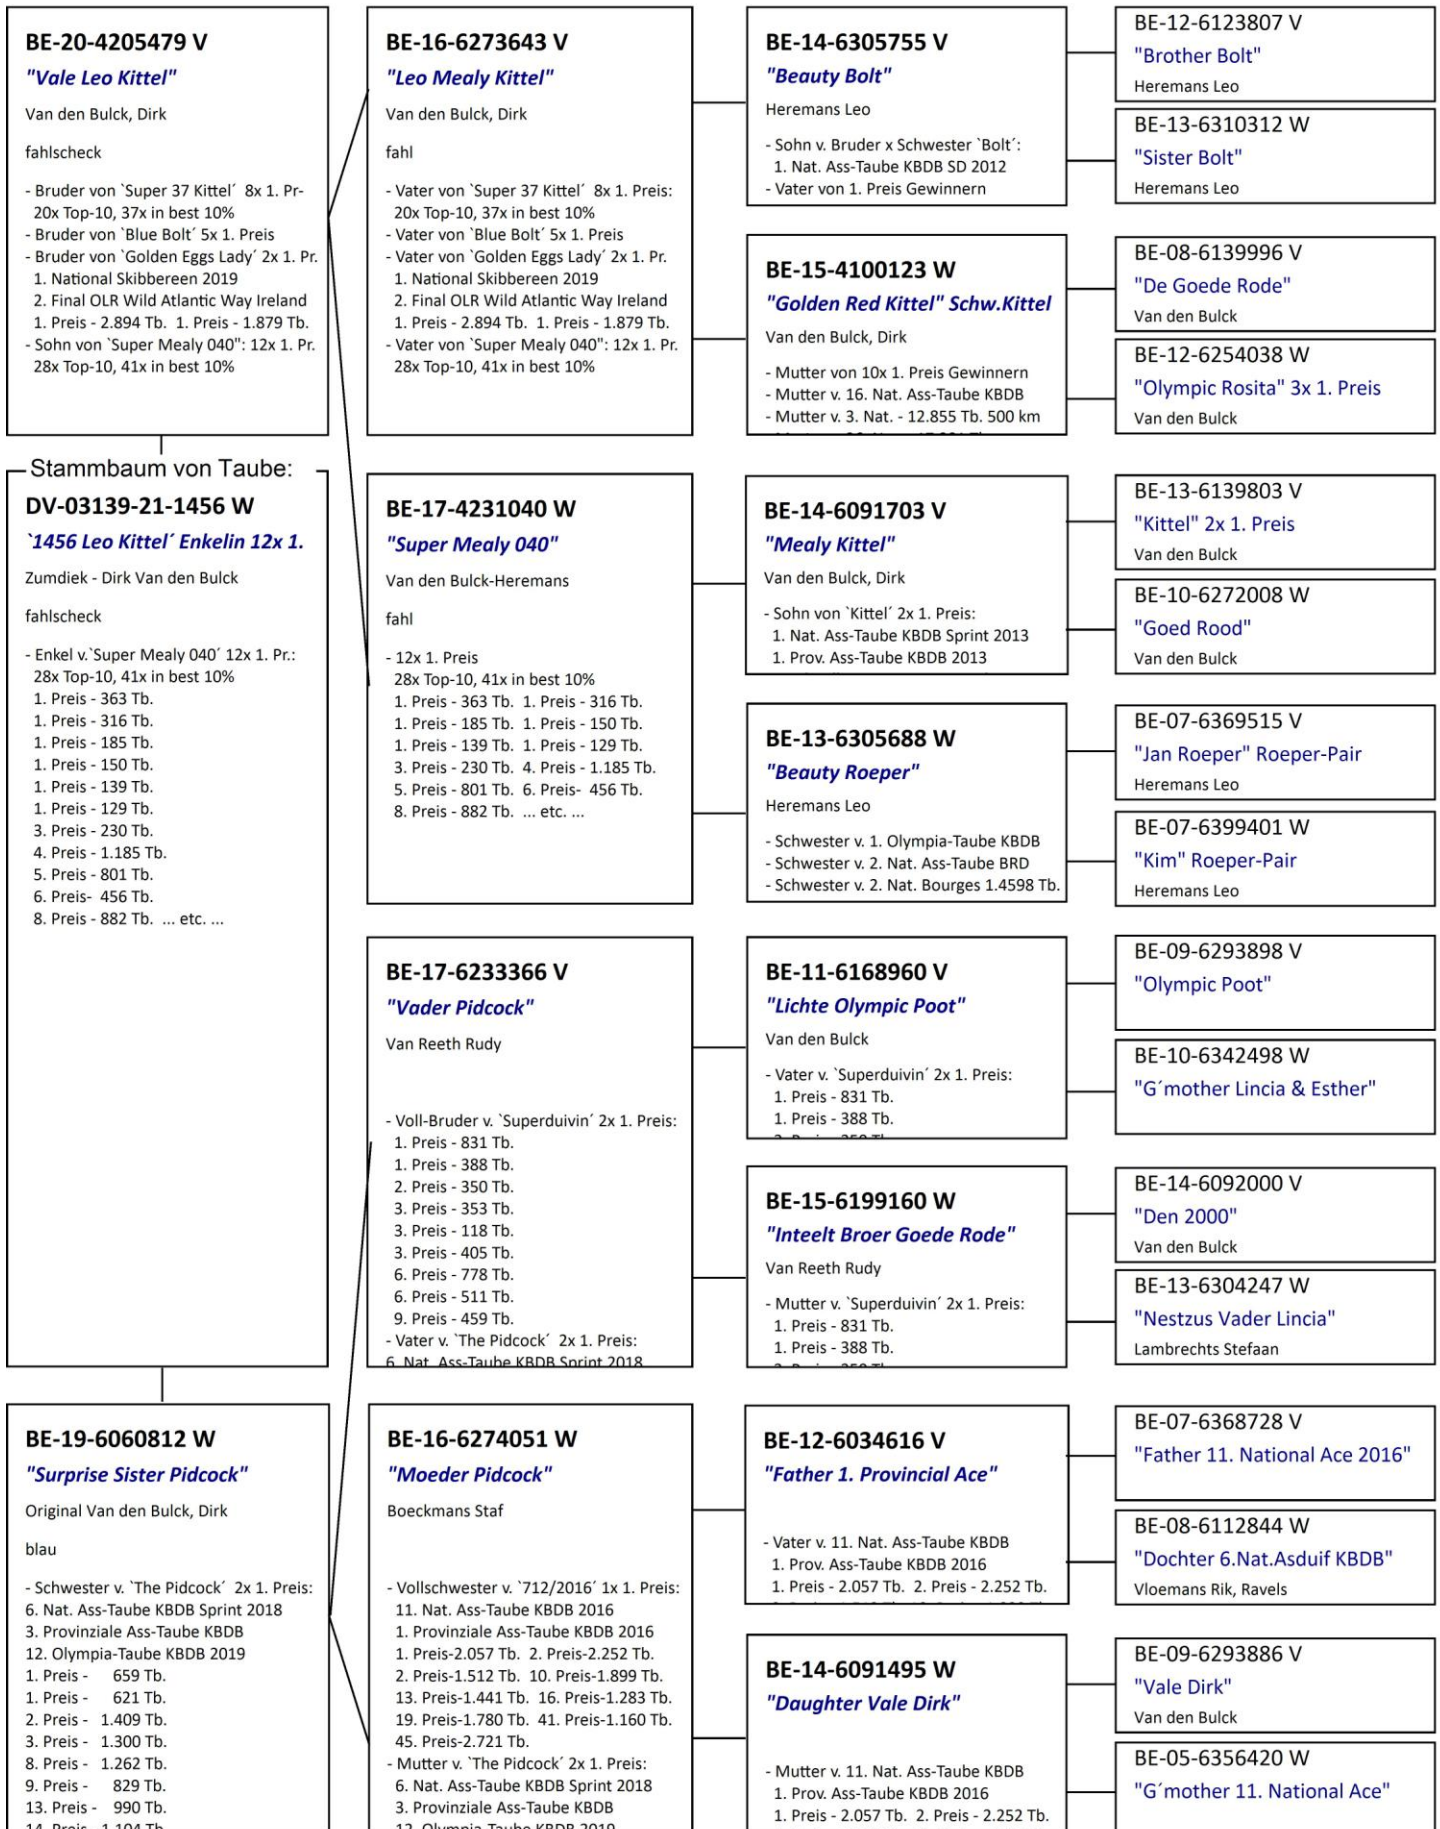 BE-20-4205479 V
"Vale Leo Kittel"
Van den Bulck, Dirk
fahlscheck
- Bruder von `Super 37 Kittel´ 8x 1. Pr-
20x Top-10, 37x in best 10%
- Bruder von `Blue Bolt´ 5x 1. Preis
- Bruder von `Golden Eggs Lady´ 2x 1. Pr.
1. National Skibbereen 2019
2. Final OLR Wild Atlantic Way Ireland
1. Preis - 2.894 Tb. 1. Preis - 1.879 Tb.
- Sohn von `Super Mealy 040": 12x 1. Pr.
28x Top-10, 41x in best 10%
Stammbaum von Taube:
DV-03139-21-1456 W
`1456 Leo Kittel´ Enkelin 12x 1.
Zumdiek - Dirk Van den Bulck
fahlscheck
- Enkel v.`Super Mealy 040´ 12x 1. Pr.:
28x Top-10, 41x in best 10%
1. Preis - 363 Tb.
1. Preis - 316 Tb.
1. Preis - 185 Tb.
1. Preis - 150 Tb.
1. Preis - 139 Tb.
1. Preis - 129 Tb.
3. Preis - 230 Tb.
4. Preis - 1.185 Tb.
5. Preis - 801 Tb.
6. Preis- 456 Tb.
8. Preis - 882 Tb. ... etc. ...
BE-19-6060812 W
"Surprise Sister Pidcock"
Original Van den Bulck, Dirk
blau
- Schwester v. `The Pidcock´ 2x 1. Preis:
6. Nat. Ass-Taube KBDB Sprint 2018
3. Provinziale Ass-Taube KBDB
12. Olympia-Taube KBDB 2019
1. Preis - 659 Tb.
1. Preis - 621 Tb.
2. Preis - 1.409 Tb.
3. Preis - 1.300 Tb.
8. Preis - 1.262 Tb.
9. Preis - 829 Tb.
13. Preis - 990 Tb.
14. Preis - 1.104 Tb.
BE-16-6273643 V
"Leo Mealy Kittel"
Van den Bulck, Dirk
fahl
- Vater von `Super 37 Kittel´ 8x 1. Preis:
20x Top-10, 37x in best 10%
- Vater von `Blue Bolt´ 5x 1. Preis
- Vater von `Golden Eggs Lady´ 2x 1. Pr.
1. National Skibbereen 2019
2. Final OLR Wild Atlantic Way Ireland
1. Preis - 2.894 Tb. 1. Preis - 1.879 Tb.
- Vater von `Super Mealy 040": 12x 1. Pr.
28x Top-10, 41x in best 10%
BE-17-4231040 W
"Super Mealy 040"
Van den Bulck-Heremans
fahl
- 12x 1. Preis
28x Top-10, 41x in best 10%
1. Preis - 363 Tb. 1. Preis - 316 Tb.
1. Preis - 185 Tb. 1. Preis - 150 Tb.
1. Preis - 139 Tb. 1. Preis - 129 Tb.
3. Preis - 230 Tb. 4. Preis - 1.185 Tb.
5. Preis - 801 Tb. 6. Preis- 456 Tb.
8. Preis - 882 Tb. ... etc. ...
BE-17-6233366 V
"Vader Pidcock"
Van Reeth Rudy
- Voll-Bruder v. `Superduivin´ 2x 1. Preis:
1. Preis - 831 Tb.
1. Preis - 388 Tb.
2. Preis - 350 Tb.
3. Preis - 353 Tb.
3. Preis - 118 Tb.
3. Preis - 405 Tb.
6. Preis - 778 Tb.
6. Preis - 511 Tb.
9. Preis - 459 Tb.
- Vater v. `The Pidcock´ 2x 1. Preis:
6. Nat. Ass-Taube KBDB Sprint 2018
BE-16-6274051 W
"Moeder Pidcock"
Boeckmans Staf
- Vollschwester v. `712/2016´ 1x 1. Preis:
11. Nat. Ass-Taube KBDB 2016
1. Provinziale Ass-Taube KBDB 2016
1. Preis-2.057 Tb. 2. Preis-2.252 Tb.
2. Preis-1.512 Tb. 10. Preis-1.899 Tb.
13. Preis-1.441 Tb. 16. Preis-1.283 Tb.
19. Preis-1.780 Tb. 41. Preis-1.160 Tb.
45. Preis-2.721 Tb.
- Mutter v. `The Pidcock´ 2x 1. Preis:
6. Nat. Ass-Taube KBDB Sprint 2018
3. Provinziale Ass-Taube KBDB
12. Olympia-Taube KBDB 2019
BE-14-6305755 V
"Beauty Bolt"
Heremans Leo
- Sohn v. Bruder x Schwester `Bolt´:
1. Nat. Ass-Taube KBDB SD 2012
- Vater von 1. Preis Gewinnern
BE-15-4100123 W
"Golden Red Kittel" Schw.Kittel
Van den Bulck, Dirk
- Mutter von 10x 1. Preis Gewinnern
- Mutter v. 16. Nat. Ass-Taube KBDB
- Mutter v. 3. Nat. - 12.855 Tb. 500 km
BE-14-6091703 V
"Mealy Kittel"
Van den Bulck, Dirk
- Sohn von `Kittel´ 2x 1. Preis:
1. Nat. Ass-Taube KBDB Sprint 2013
1. Prov. Ass-Taube KBDB 2013
BE-13-6305688 W
"Beauty Roeper"
Heremans Leo
- Schwester v. 1. Olympia-Taube KBDB
- Schwester v. 2. Nat. Ass-Taube BRD
- Schwester v. 2. Nat. Bourges 1.4598 Tb.
BE-11-6168960 V
"Lichte Olympic Poot"
Van den Bulck
- Vater v. `Superduivin´ 2x 1. Preis:
1. Preis - 831 Tb.
1. Preis - 388 Tb.
BE-15-6199160 W
"Inteelt Broer Goede Rode"
Van Reeth Rudy
- Mutter v. `Superduivin´ 2x 1. Preis:
1. Preis - 831 Tb.
1. Preis - 388 Tb.
BE-12-6034616 V
"Father 1. Provincial Ace"
- Vater v. 11. Nat. Ass-Taube KBDB
1. Prov. Ass-Taube KBDB 2016
1. Preis - 2.057 Tb. 2. Preis - 2.252 Tb.
BE-14-6091495 W
"Daughter Vale Dirk"
- Mutter v. 11. Nat. Ass-Taube KBDB
1. Prov. Ass-Taube KBDB 2016
1. Preis - 2.057 Tb. 2. Preis - 2.252 Tb.
BE-12-6123807 V
"Brother Bolt"
Heremans Leo
BE-13-6310312 W
"Sister Bolt"
Heremans Leo
BE-08-6139996 V
"De Goede Rode"
Van den Bulck
BE-12-6254038 W
"Olympic Rosita" 3x 1. Preis
Van den Bulck
BE-13-6139803 V
"Kittel" 2x 1. Preis
Van den Bulck
BE-10-6272008 W
"Goed Rood"
Van den Bulck
BE-07-6369515 V
"Jan Roeper" Roeper-Pair
Heremans Leo
BE-07-6399401 W
"Kim" Roeper-Pair
Heremans Leo
BE-09-6293898 V
"Olympic Poot"
BE-10-6342498 W
"G´mother Lincia & Esther"
BE-14-6092000 V
"Den 2000"
Van den Bulck
BE-13-6304247 W
"Nestzus Vader Lincia"
Lambrechts Stefaan
BE-07-6368728 V
"Father 11. National Ace 2016"
BE-08-6112844 W
"Dochter 6.Nat.Asduif KBDB"
Vloemans Rik, Ravels
BE-09-6293886 V
"Vale Dirk"
Van den Bulck
BE-05-6356420 W
"G´mother 11. National Ace"